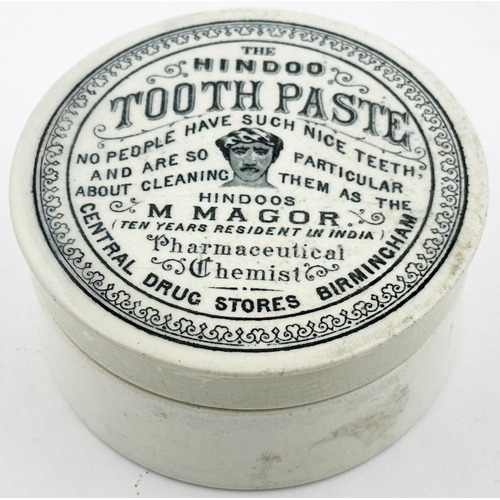 THE
HINDOO
TOOTH PASTE
NO PEOPLE HAVE SUCH NICE TEETH,
AND ARE SO PARTICULAR
ABOUT CLEANING THEM AS THE
HINDOOS
M MAGOR.
(TEN YEARS RESIDENT IN INDIA)
Pharmaceutical
Chemist
CENTRAL DRUG STORES BIRMINGHAM